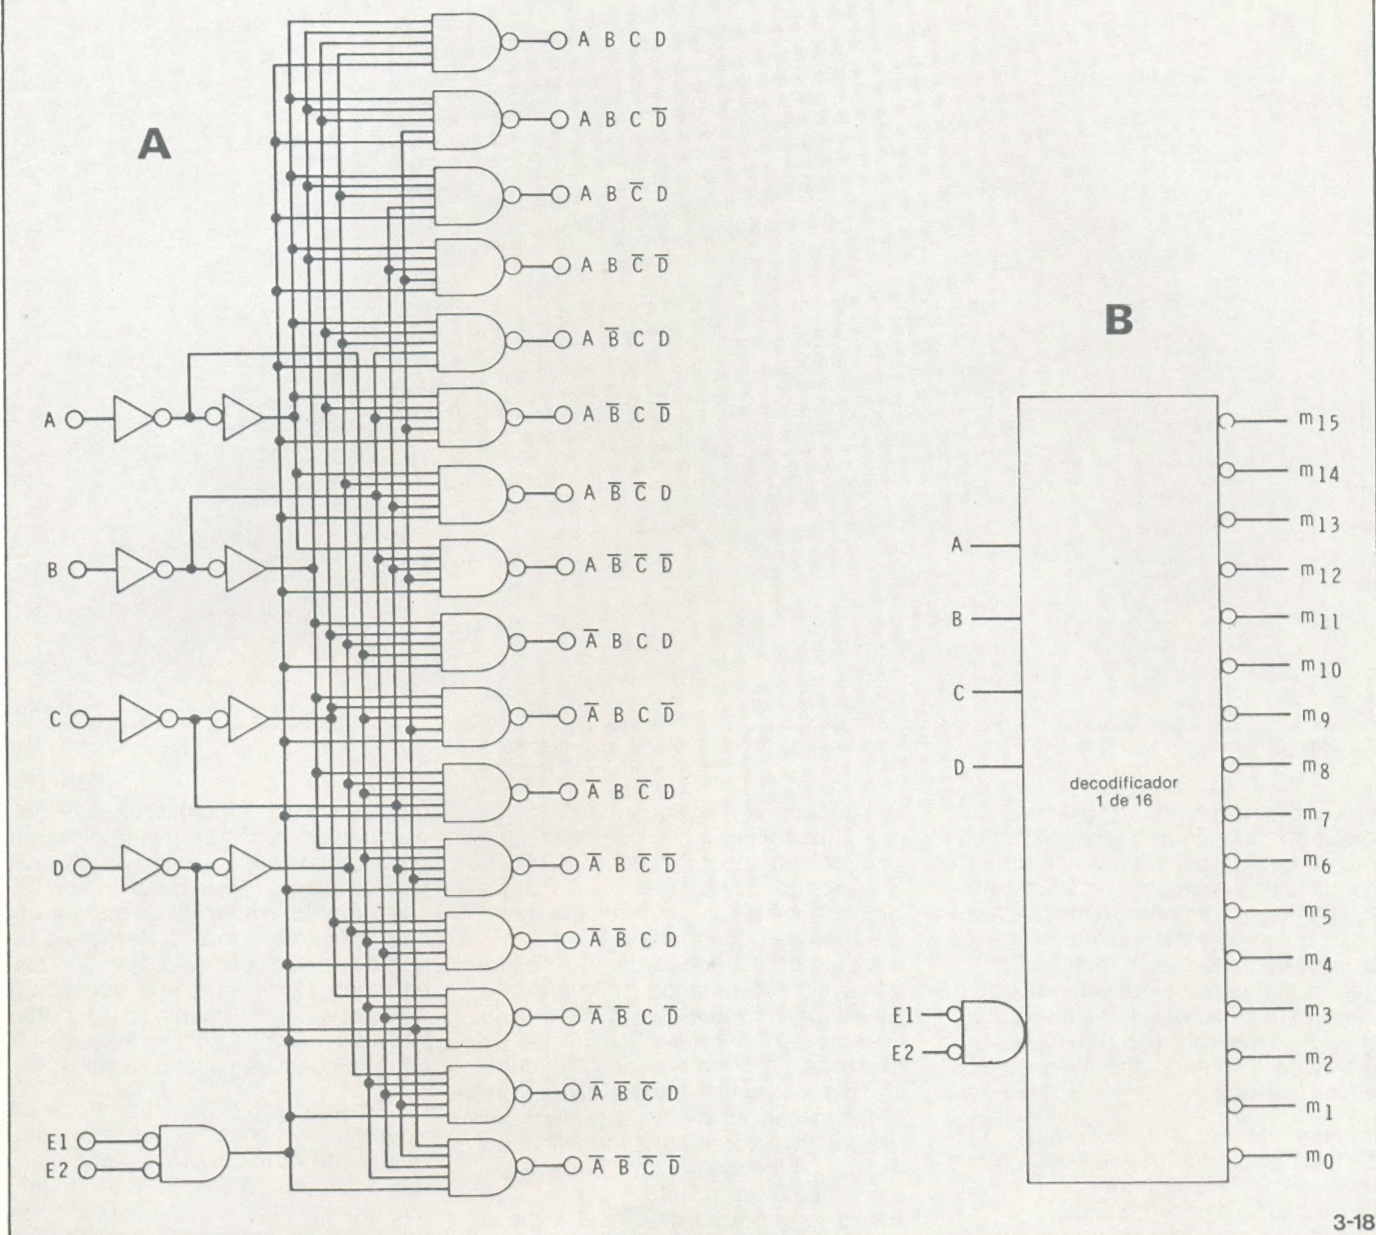 A
A B C D
A B C D̅
A B C̅ D
A B C̅ D̅
A B̅ C D
A B̅ C D̅
A B̅ C̅ D
A B̅ C̅ D̅
A̅ B C D
A̅ B C D̅
A̅ B C̅ D
A̅ B C̅ D̅
A̅ B̅ C D
A̅ B̅ C D̅
A̅ B̅ C̅ D
A̅ B̅ C̅ D̅
A
B
C
D
E1
E2
B
A
B
C
D
E1
E2
decodificador
1 de 16
m15
m14
m13
m12
m11
m10
m9
m8
m7
m6
m5
m4
m3
m2
m1
m0
3-18